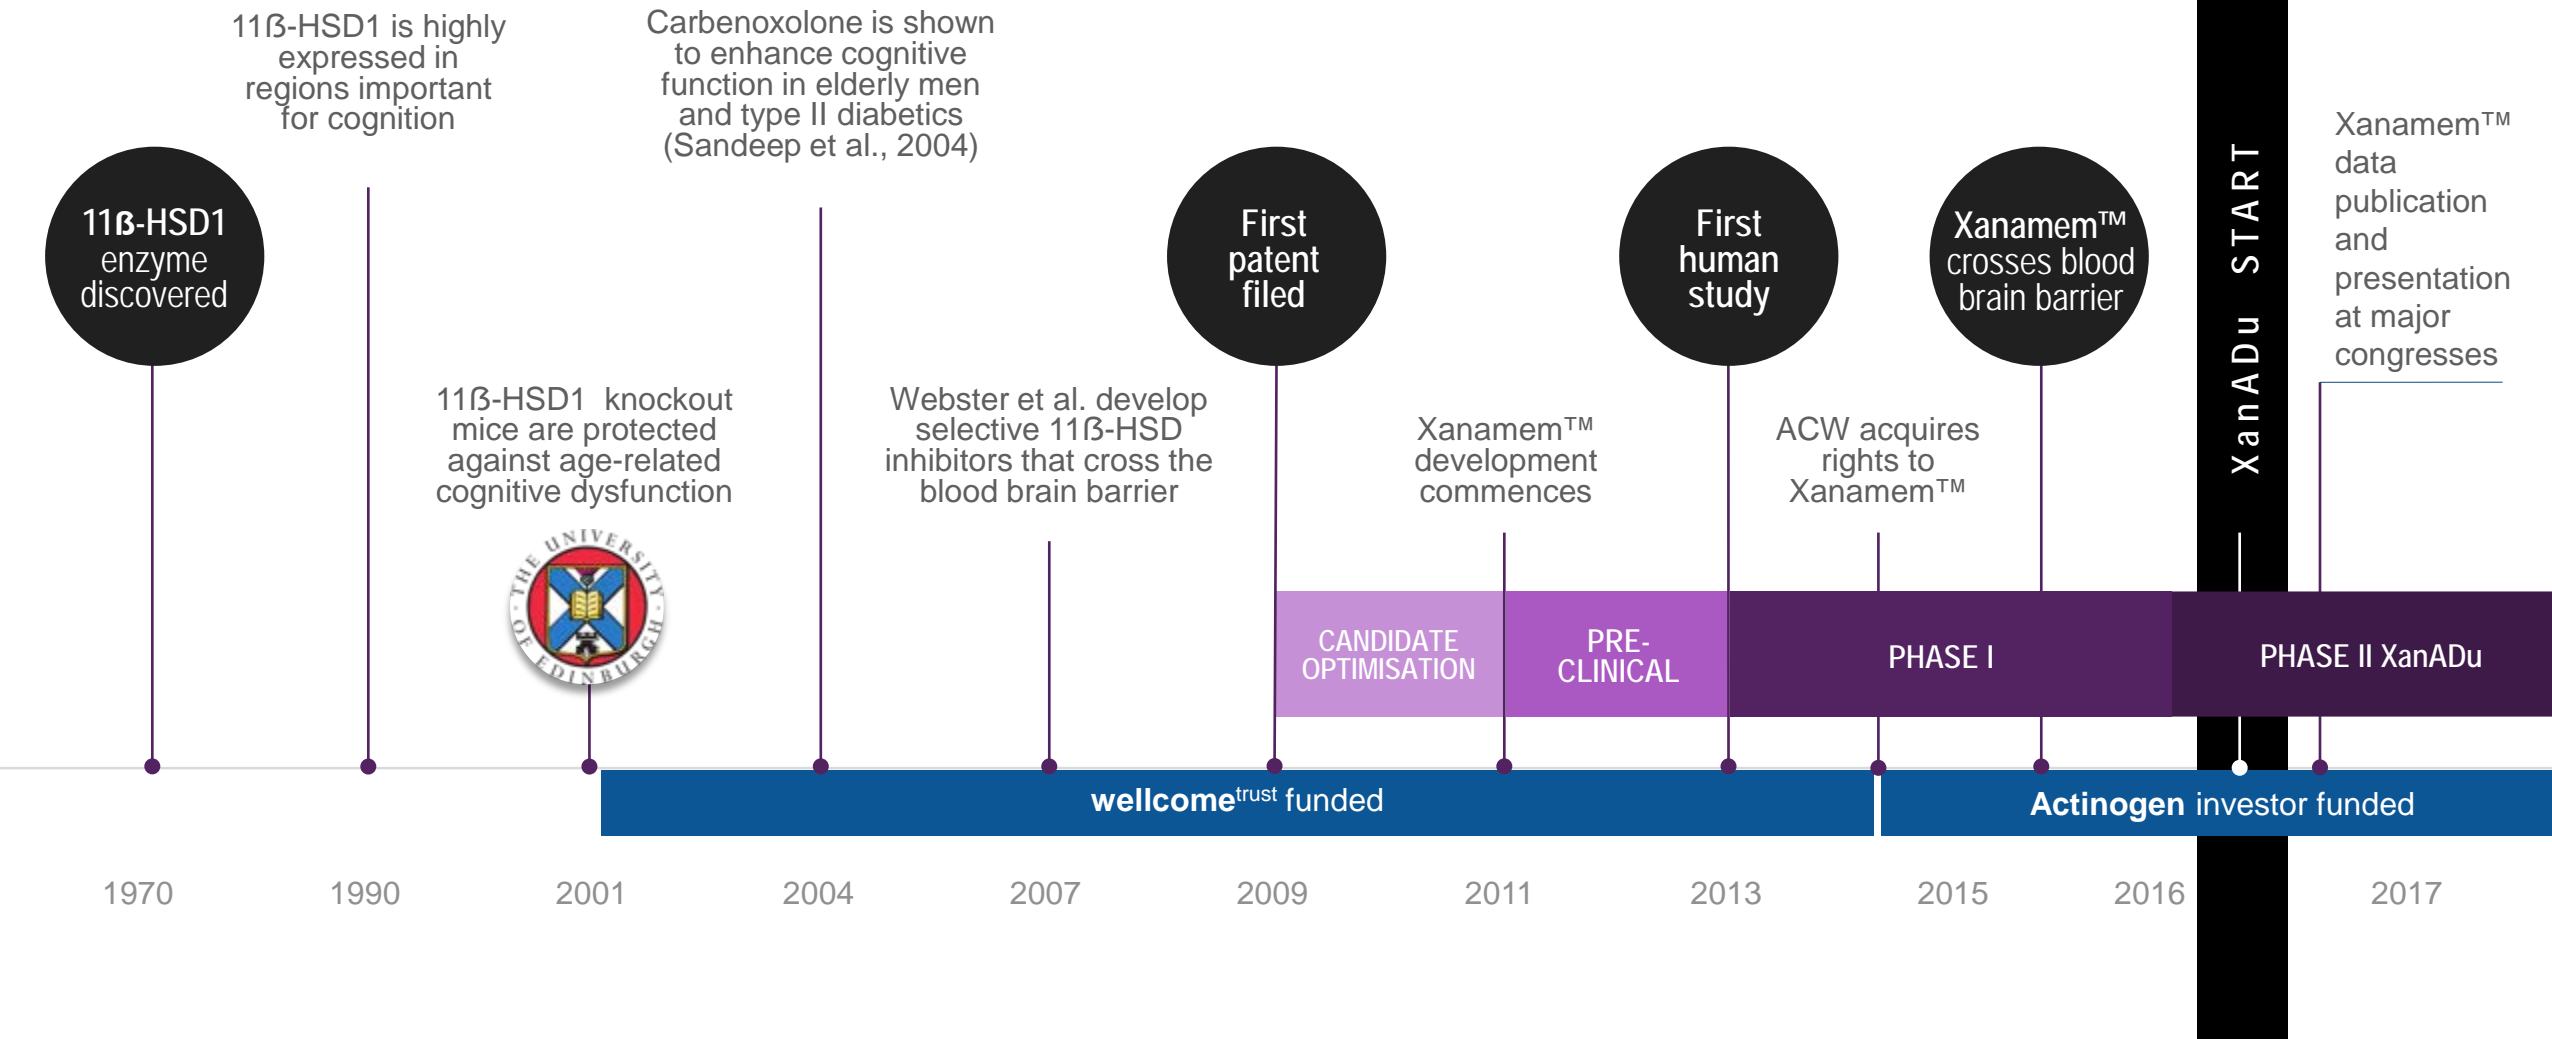 11ß-HSD1 is highly
expressed in
regions important
for cognition
Carbenoxolone is shown
to enhance cognitive
function in elderly men
and type II diabetics
(Sandeep et al., 2004)
11ß-HSD1
enzyme
discovered
First
patent
filed
First
human
study
Xanamem™
crosses blood
brain barrier
XanADu START
Xanamem™
data
publication
and
presentation
at major
congresses
11ß-HSD1 knockout
mice are protected
against age-related
cognitive dysfunction
Webster et al. develop
selective 11ß-HSD
inhibitors that cross the
blood brain barrier
Xanamem™
development
commences
ACW acquires
rights to
Xanamem™
THE UNIVERSITY
OF EDINBURGH
CANDIDATE
OPTIMISATION
PRE-
CLINICAL
PHASE I
PHASE II XanADu
wellcometrust funded
Actinogen investor funded
1970
1990
2001
2004
2007
2009
2011
2013
2015
2016
2017